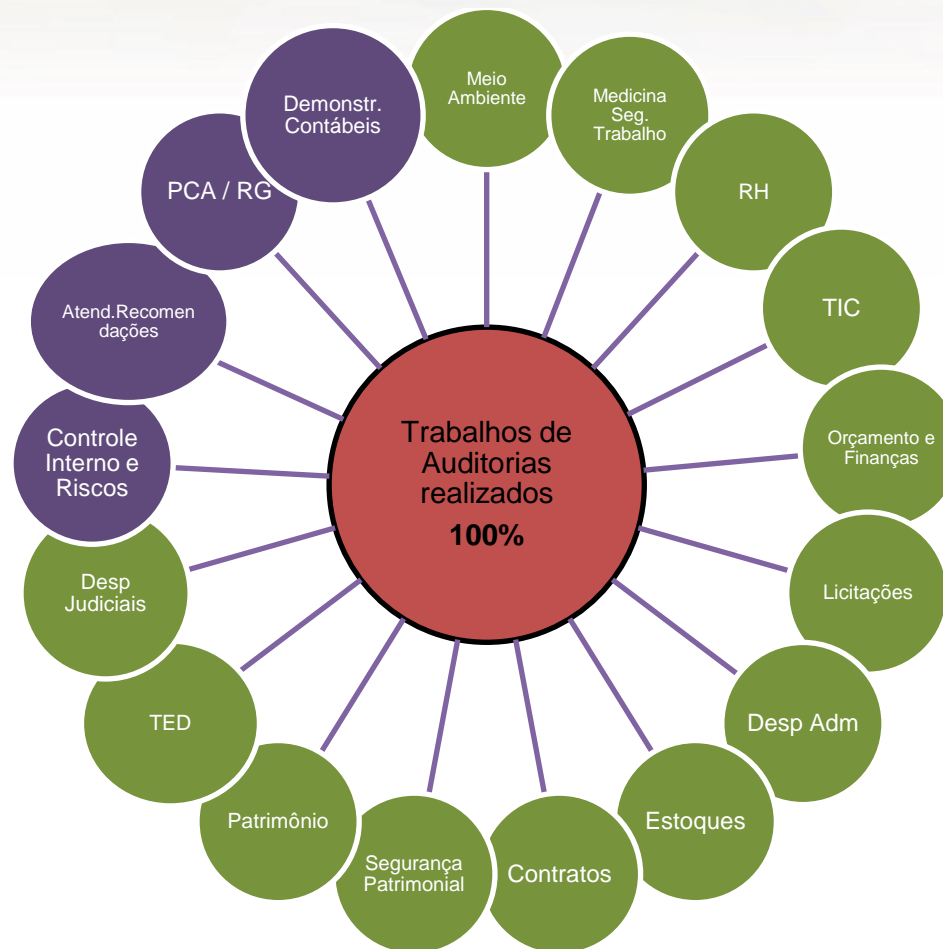 Trabalhos de
Auditorias
realizados
100%
Meio
Ambiente
Medicina
Seg.
Trabalho
RH
TIC
Orçamento e
Finanças
Licitações
Desp Adm
Estoques
Contratos
Segurança
Patrimonial
Patrimônio
TED
Desp
Judiciais
Controle
Interno e
Riscos
Atend.Recomen
dações
PCA / RG
Demonstr.
Contábeis